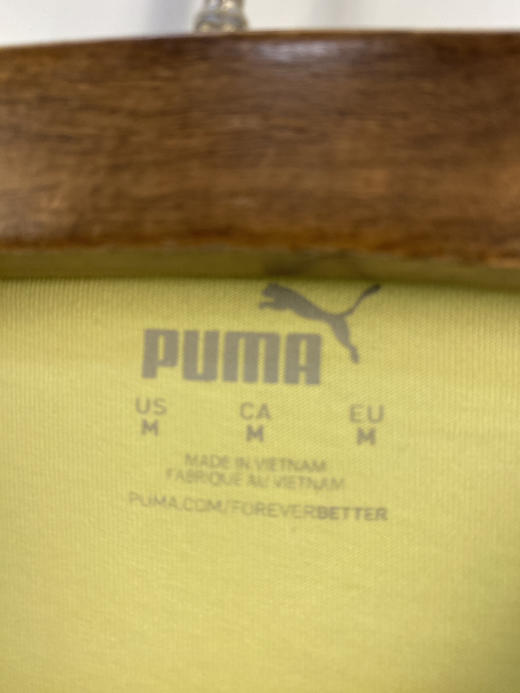 PUMA
US CA EU
M M M
MADE IN VIETNAM
FABRIQUÉ AU VIETNAM
PUMA.COM/FOREVERBETTER